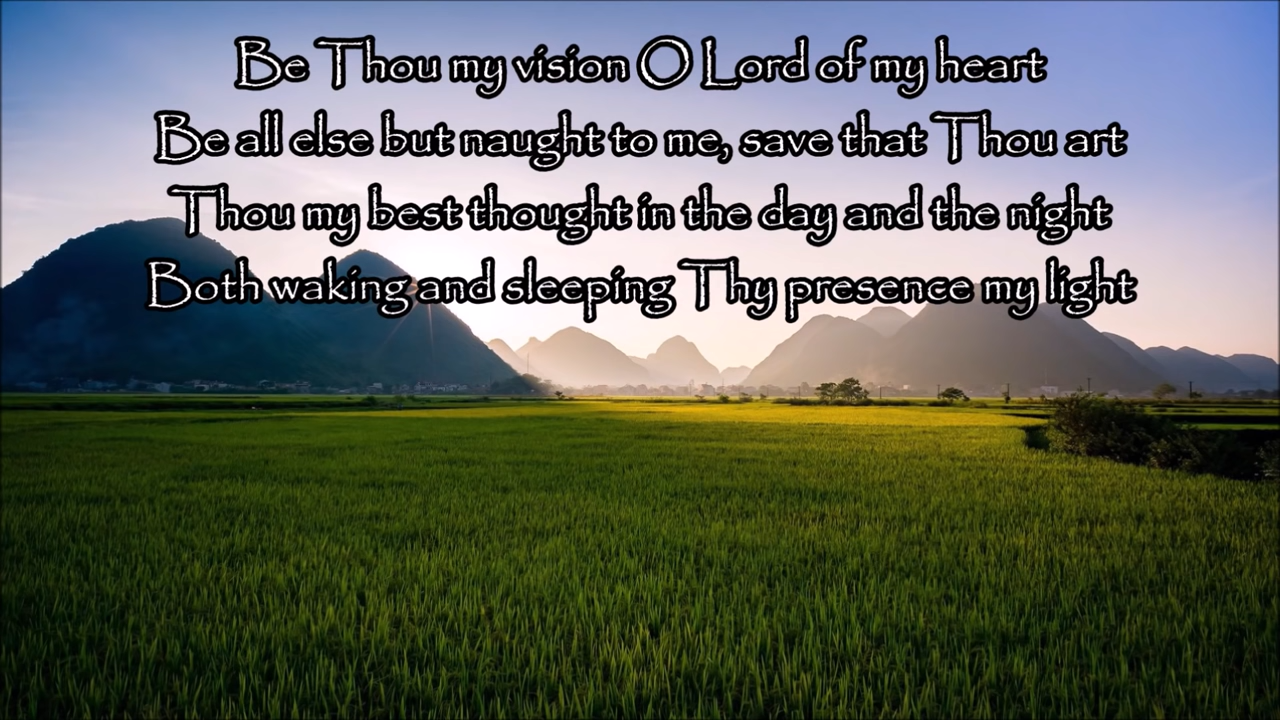 Be Thou my vision O Lord of my heart
Be all else but naught to me, save that Thou art
Thou my best thought in the day and the night
Both waking and sleeping Thy presence my light